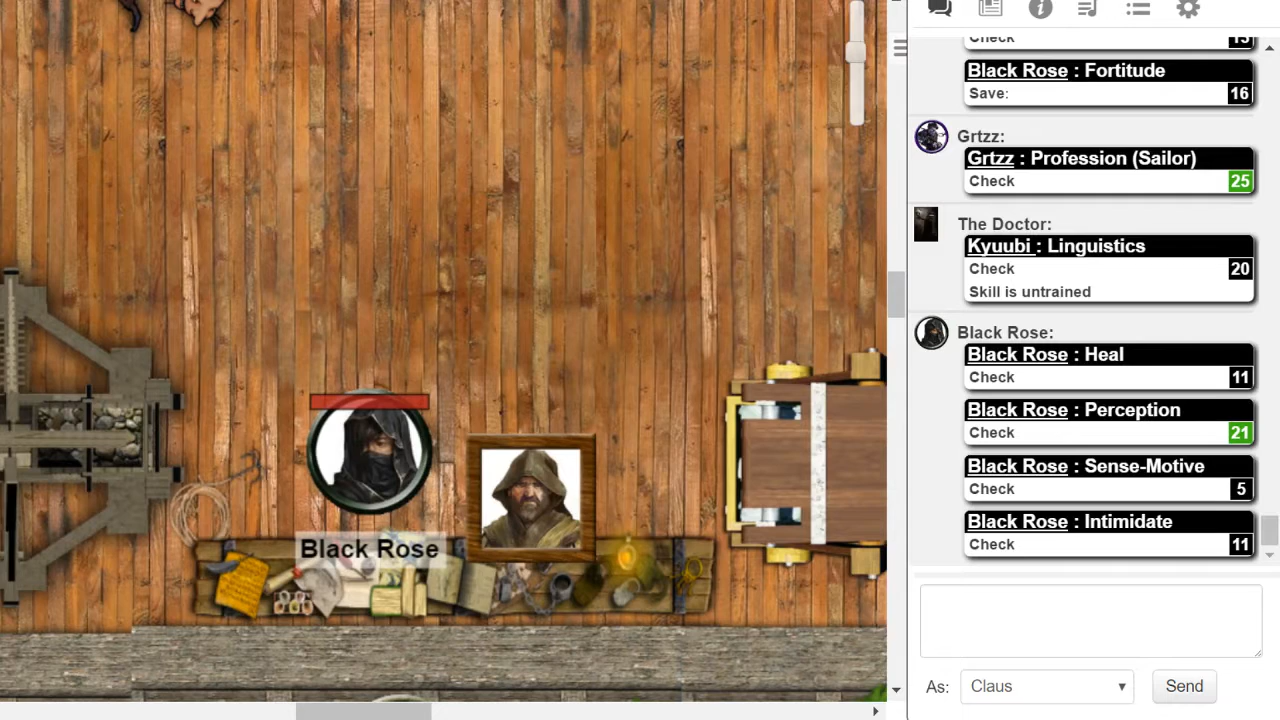 Check 15
Black Rose : Fortitude
Save: 16
Grtzz:
Grtzz : Profession (Sailor)
Check 25
The Doctor:
Kyuubi : Linguistics
Check 20
Skill is untrained
Black Rose:
Black Rose : Heal
Check 11
Black Rose : Perception
Check 21
Black Rose : Sense-Motive
Check 5
Black Rose : Intimidate
Check 11
Black Rose
As: Claus Send